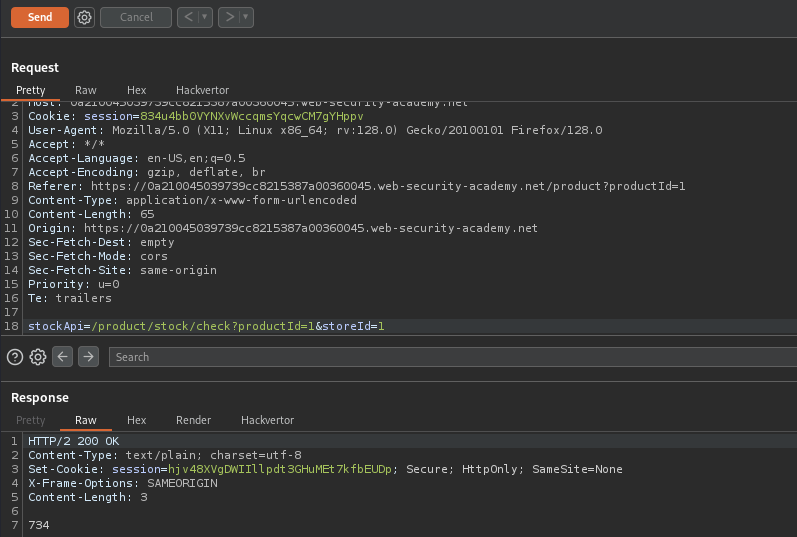 Send Cancel < >
Request
Pretty Raw Hex Hackvertor
2 Host: 0a210045039739cc8215387a00360045.web-security-academy.net
3 Cookie: session=834u4bb0VYNXvWccqmsYqcwCM7gYHppv
4 User-Agent: Mozilla/5.0 (X11; Linux x86_64; rv:128.0) Gecko/20100101 Firefox/128.0
5 Accept: */*
6 Accept-Language: en-US,en;q=0.5
7 Accept-Encoding: gzip, deflate, br
8 Referer: https://0a210045039739cc8215387a00360045.web-security-academy.net/product?productId=1
9 Content-Type: application/x-www-form-urlencoded
10 Content-Length: 65
11 Origin: https://0a210045039739cc8215387a00360045.web-security-academy.net
12 Sec-Fetch-Dest: empty
13 Sec-Fetch-Mode: cors
14 Sec-Fetch-Site: same-origin
15 Priority: u=0
16 Te: trailers
17
18 stockApi=/product/stock/check?productId=1&storeId=1
Search
Response
Pretty Raw Hex Render Hackvertor
1 HTTP/2 200 OK
2 Content-Type: text/plain; charset=utf-8
3 Set-Cookie: session=hjv48XVgDWIIllpdt3GHuMEt7kfbEUDp; Secure; HttpOnly; SameSite=None
4 X-Frame-Options: SAMEORIGIN
5 Content-Length: 3
6
7 734